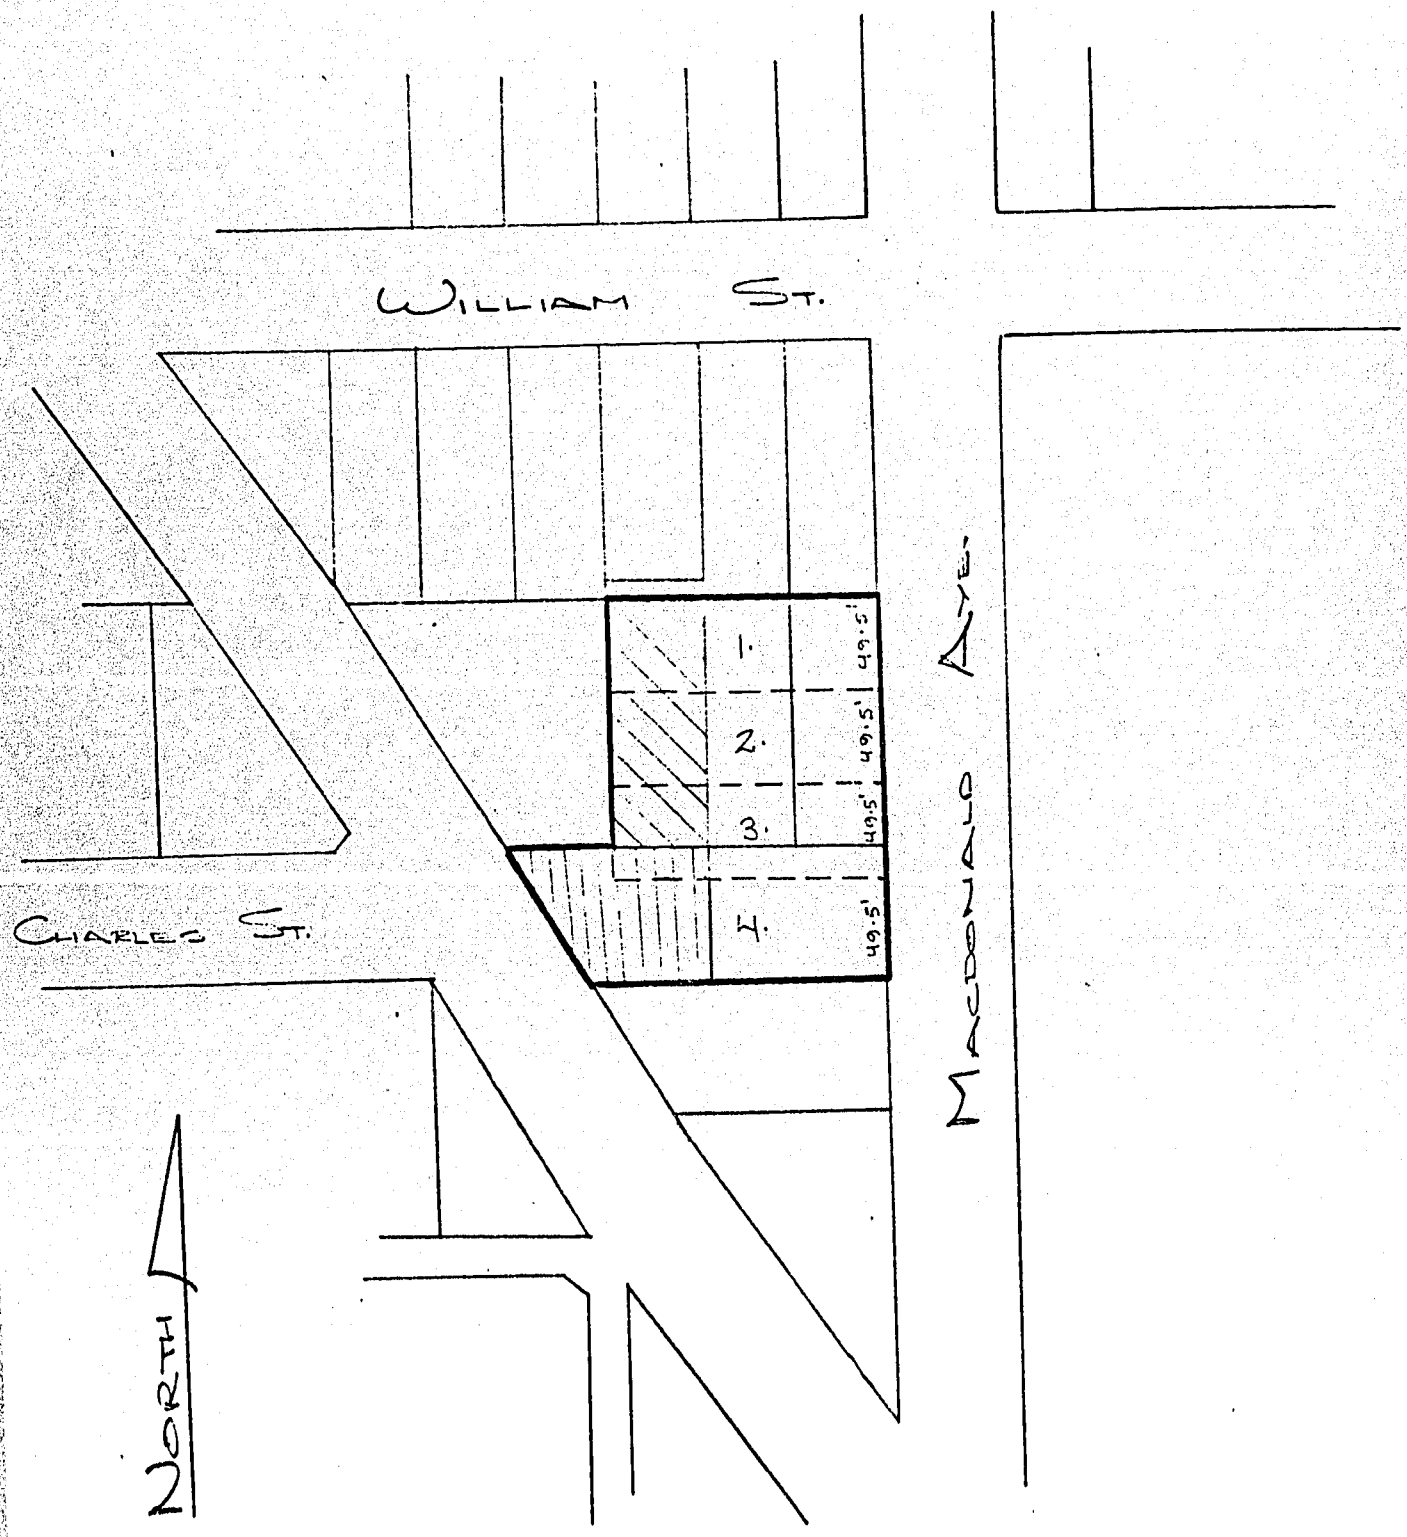 WILLIAM ST.
1. 49.5'
2. 49.5'
3. 49.5'
4. 49.5'
CHARLES ST.
MACDONALD AVE.
NORTH